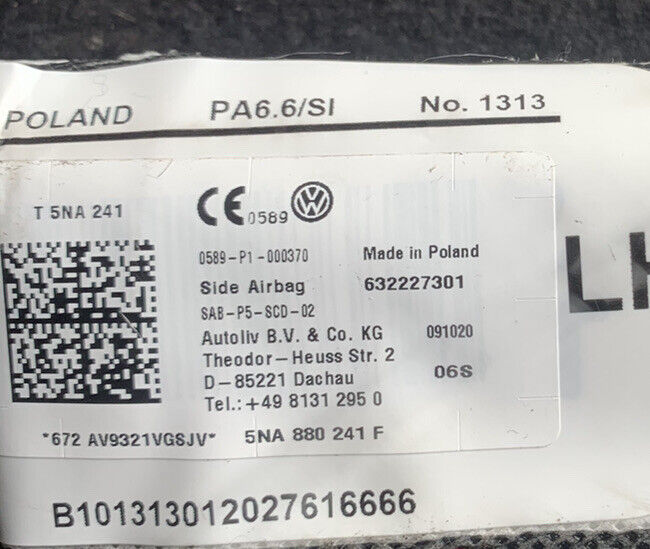 POLAND PA6.6/SI No. 1313
T 5NA 241
CE 0589
0589-P1-000370 Made in Poland
Side Airbag 632227301
SAB-P5-SCD-02
Autoliv B.V. & Co. KG 091020
Theodor-Heuss Str. 2
D-85221 Dachau 06S
Tel.: +49 8131 295 0
*672 AV9321VGSJV* 5NA 880 241 F
B101313012027616666